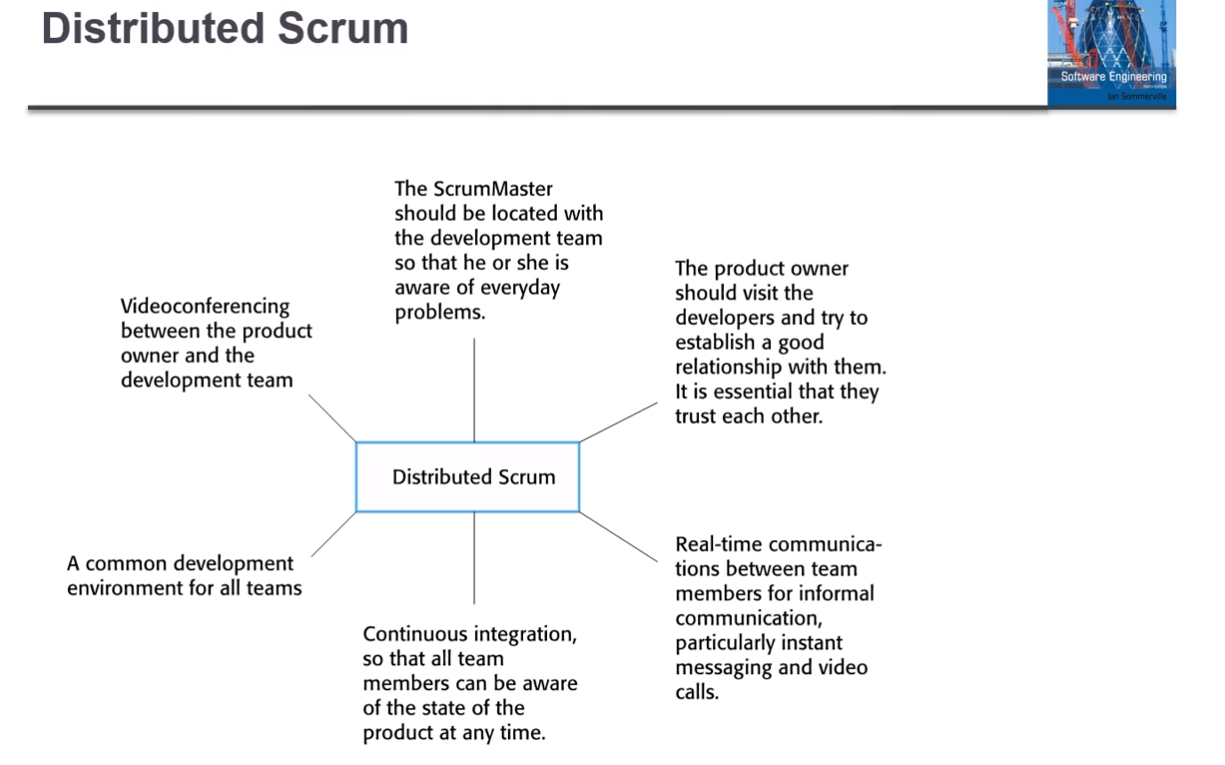 Distributed Scrum
Software Engineering
Ian Sommerville
The ScrumMaster
should be located with
the development team
so that he or she is
aware of everyday
problems.
The product owner
should visit the
developers and try to
establish a good
relationship with them.
It is essential that they
trust each other.
Videoconferencing
between the product
owner and the
development team
Distributed Scrum
A common development
environment for all teams
Real-time communica-
tions between team
members for informal
communication,
particularly instant
messaging and video
calls.
Continuous integration,
so that all team
members can be aware
of the state of the
product at any time.